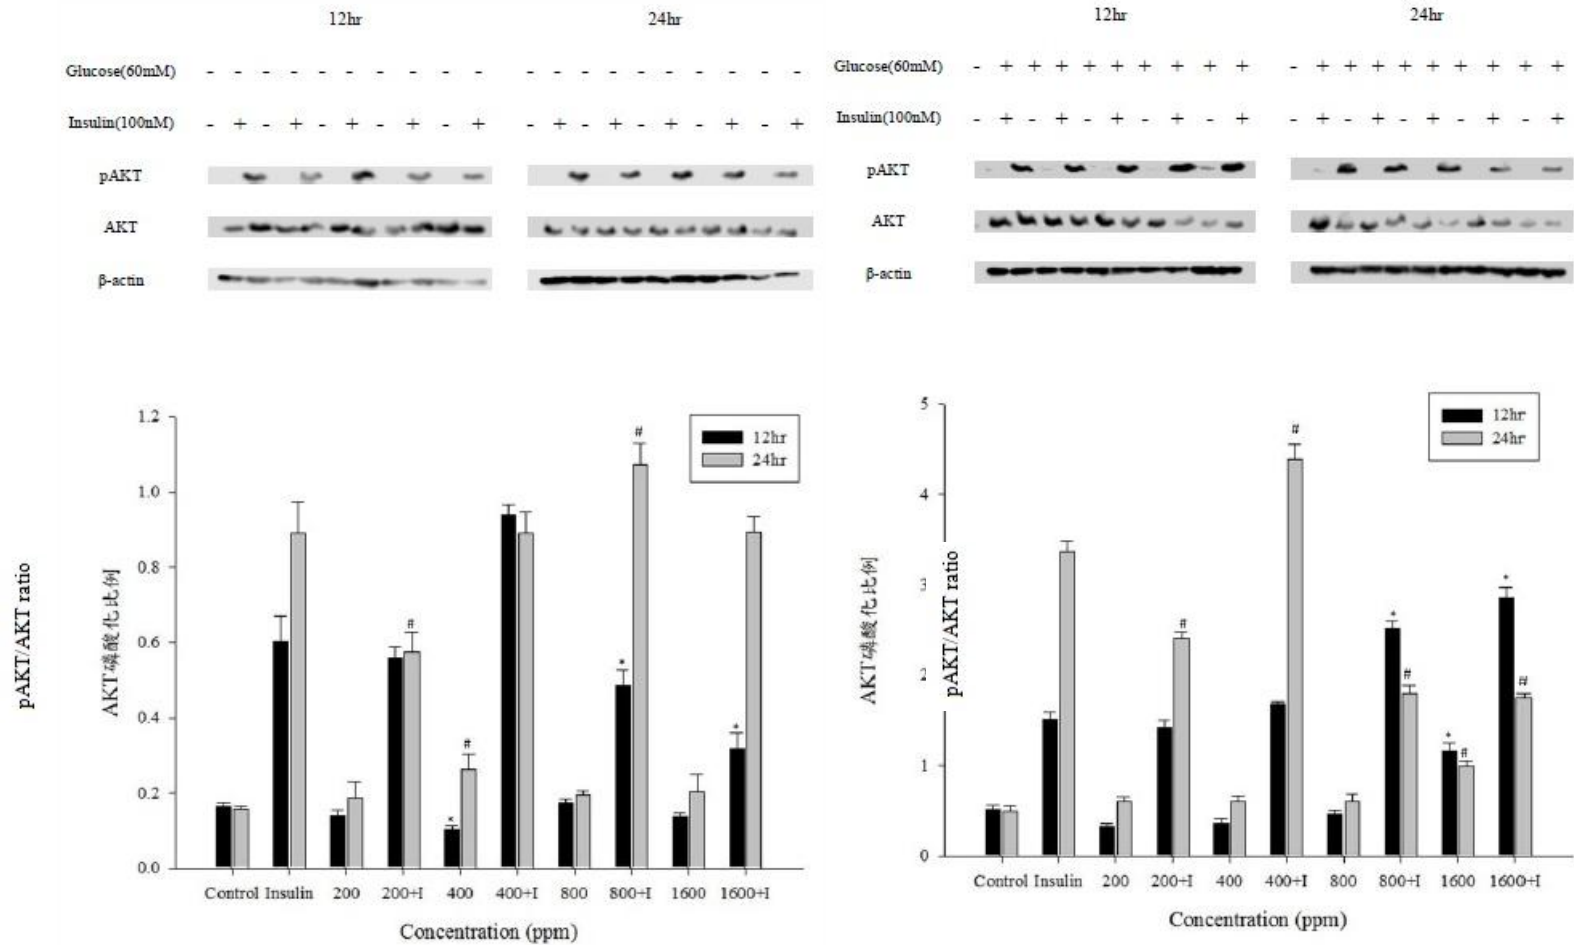 12hr 24hr
Glucose(60mM) - - - - - - - - - - - - - - - - - - - -
Insulin(100nM) - + - + - + - + - + - + - + - + - + - +
pAKT
AKT
β-actin
12hr 24hr
Glucose(60mM) - + + + + + + + + - + + + + + + + +
Insulin(100nM) - + - + - + - + - + - + - + - + - + - +
pAKT
AKT
β-actin
pAKT/AKT ratio
AKT磷酸化比例
1.2
1.0
0.8
0.6
0.4
0.2
0.0
12hr
24hr
# # * # * # *
Control Insulin 200 200+I 400 400+I 800 800+I 1600 1600+I
Concentration (ppm)
AKT磷酸化比例
pAKT/AKT ratio
5
4
3
2
1
0
12hr
24hr
# # * # * # * #
Control Insulin 200 200+I 400 400+I 800 800+I 1600 1600+I
Concentration (ppm)